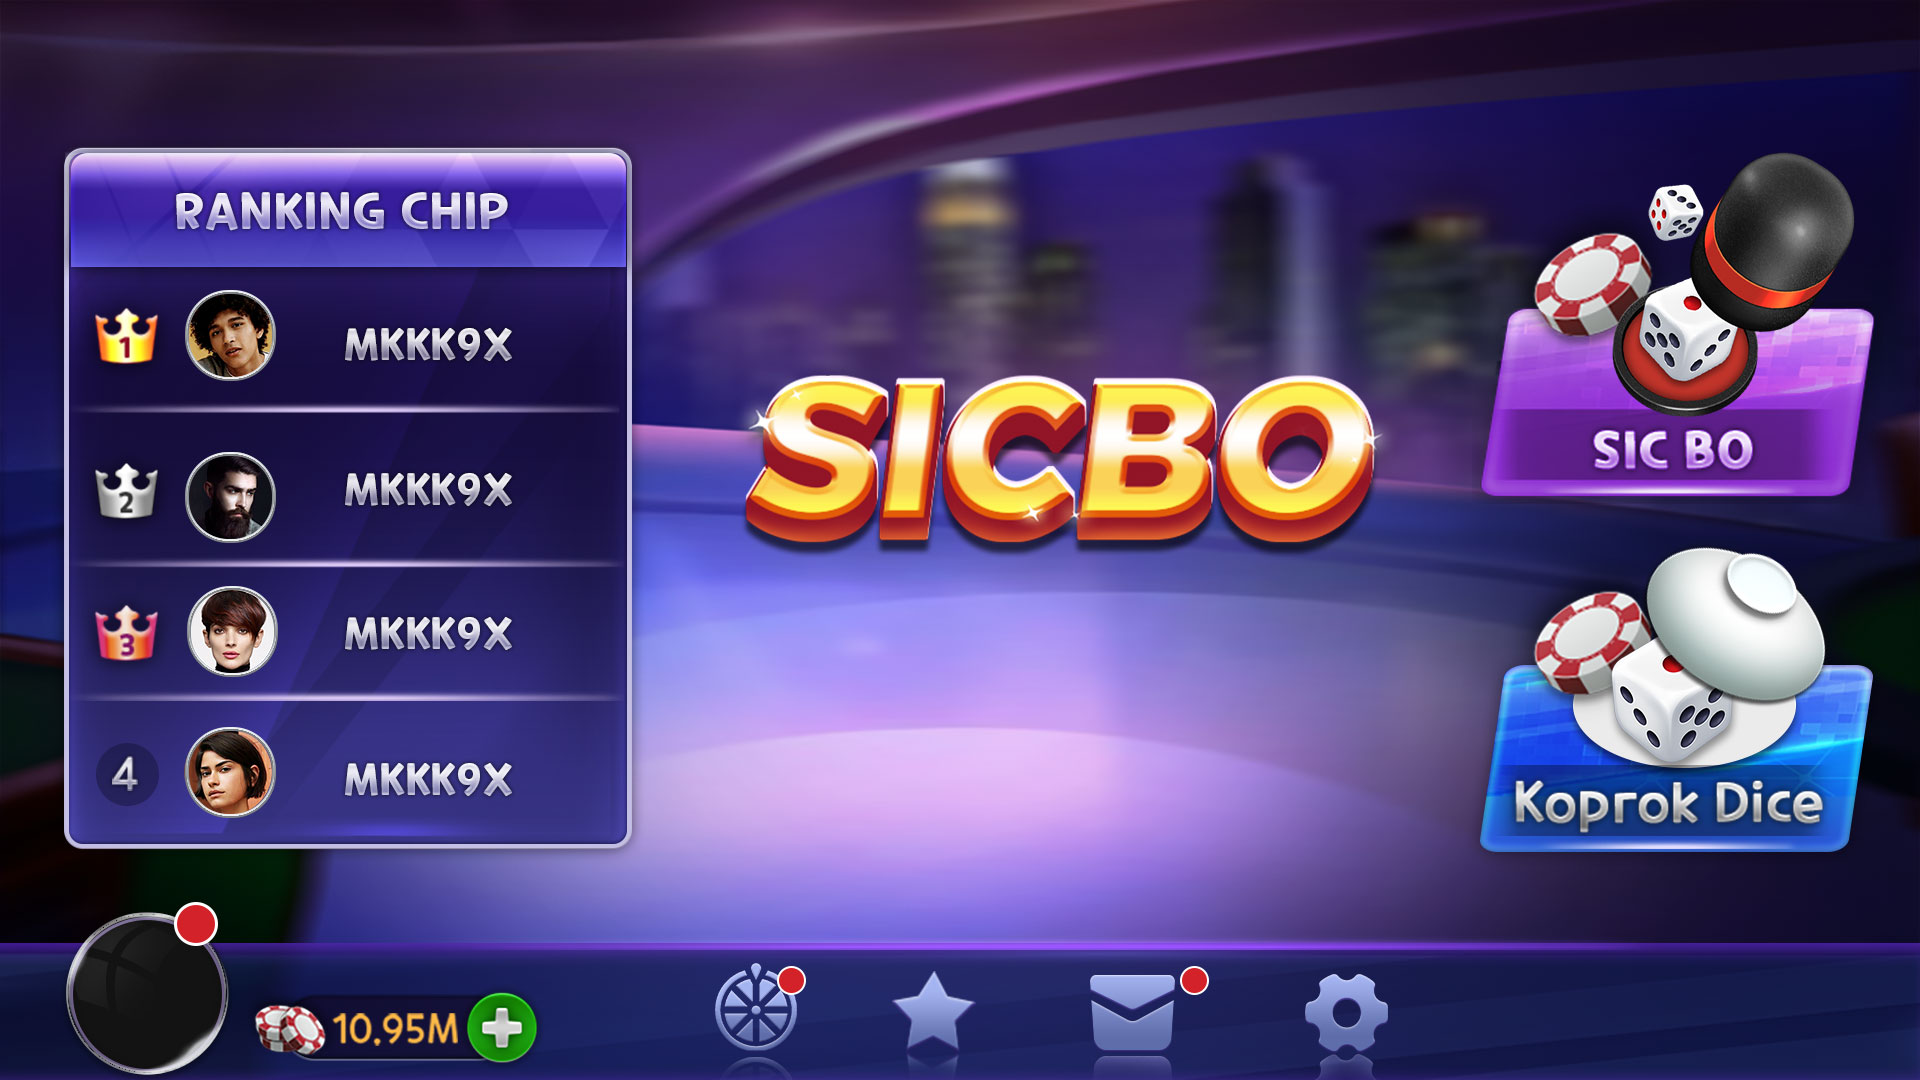 RANKING CHIP
1
MKKK9X
2
MKKK9X
3
MKKK9X
4
MKKK9X
SICBO
SIC BO
Koprok Dice
10.95M